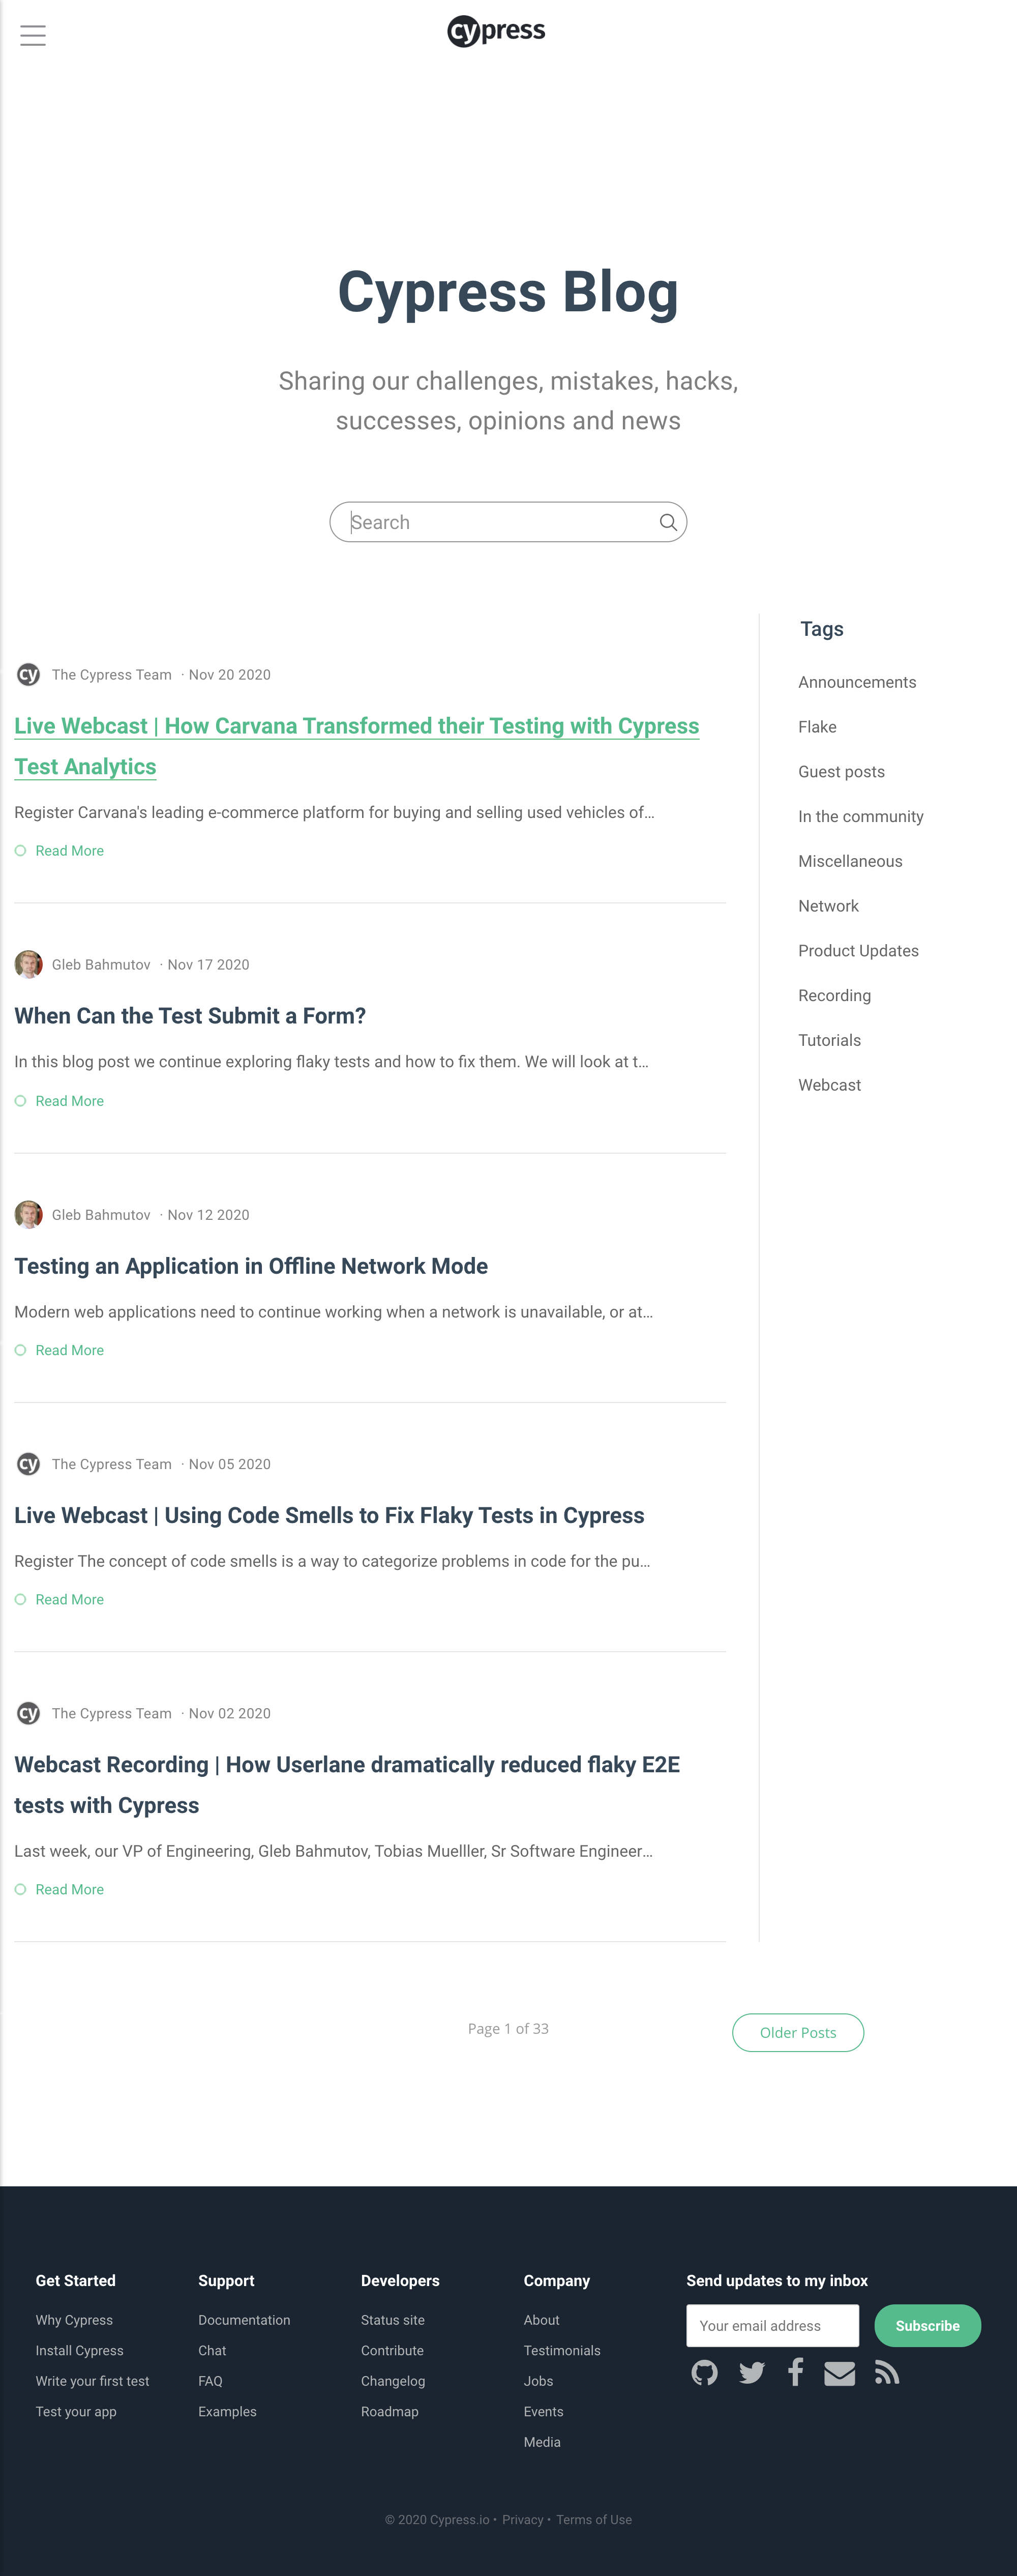 cypress
Cypress Blog
Sharing our challenges, mistakes, hacks,
successes, opinions and news
Search
Tags
Announcements
Flake
Guest posts
In the community
Miscellaneous
Network
Product Updates
Recording
Tutorials
Webcast
cy The Cypress Team · Nov 20 2020
Live Webcast | How Carvana Transformed their Testing with Cypress
Test Analytics
Register Carvana's leading e-commerce platform for buying and selling used vehicles of...
Read More
Gleb Bahmutov · Nov 17 2020
When Can the Test Submit a Form?
In this blog post we continue exploring flaky tests and how to fix them. We will look at t...
Read More
Gleb Bahmutov · Nov 12 2020
Testing an Application in Offline Network Mode
Modern web applications need to continue working when a network is unavailable, or at...
Read More
cy The Cypress Team · Nov 05 2020
Live Webcast | Using Code Smells to Fix Flaky Tests in Cypress
Register The concept of code smells is a way to categorize problems in code for the pu...
Read More
cy The Cypress Team · Nov 02 2020
Webcast Recording | How Userlane dramatically reduced flaky E2E
tests with Cypress
Last week, our VP of Engineering, Gleb Bahmutov, Tobias Muelller, Sr Software Engineer...
Read More
Page 1 of 33
Older Posts
Get Started
Why Cypress
Install Cypress
Write your first test
Test your app
Support
Documentation
Chat
FAQ
Examples
Developers
Status site
Contribute
Changelog
Roadmap
Company
About
Testimonials
Jobs
Events
Media
Send updates to my inbox
Your email address
Subscribe
© 2020 Cypress.io • Privacy • Terms of Use